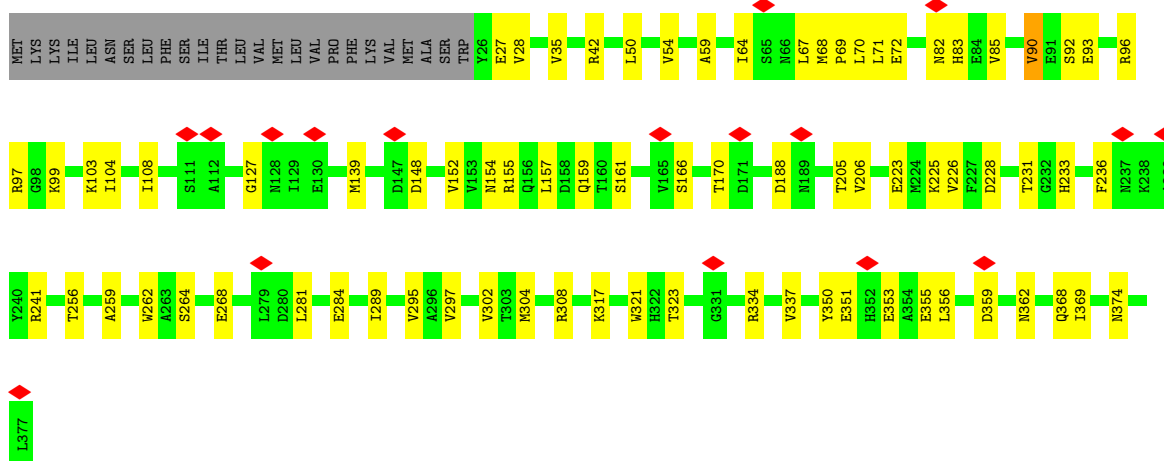 MET LYS LYS ILE LEU ASN SER LEU PHE SER ILE THR LEU VAL MET LEU VAL PRO PHE LYS VAL MET ALA SER TRP Y26 E27 V28 V35 R42 L50 V54 A59 I64 S65 N66 L67 M68 P69 L70 L71 E72 N82 H83 E84 V85 V90 E91 S92 E93 R96
R97 G98 K99 K103 I104 I108 S111 A112 G127 N128 I129 E130 M139 D147 D148 V152 V153 N154 R155 Q156 L157 D158 Q159 T160 S161 V165 S166 T170 D171 D188 N189 T205 V206 E223 M224 K225 V226 F227 D228 T231 G232 H233 F236 N237 K238
Y240 R241 T256 A259 W262 A263 S264 E268 L279 D280 L281 E284 I289 V295 A296 V297 V302 T303 M304 R308 K317 W321 H322 T323 G331 R334 V337 Y350 E351 H352 E353 A354 E355 L356 D359 N362 Q368 I369 N374
L377